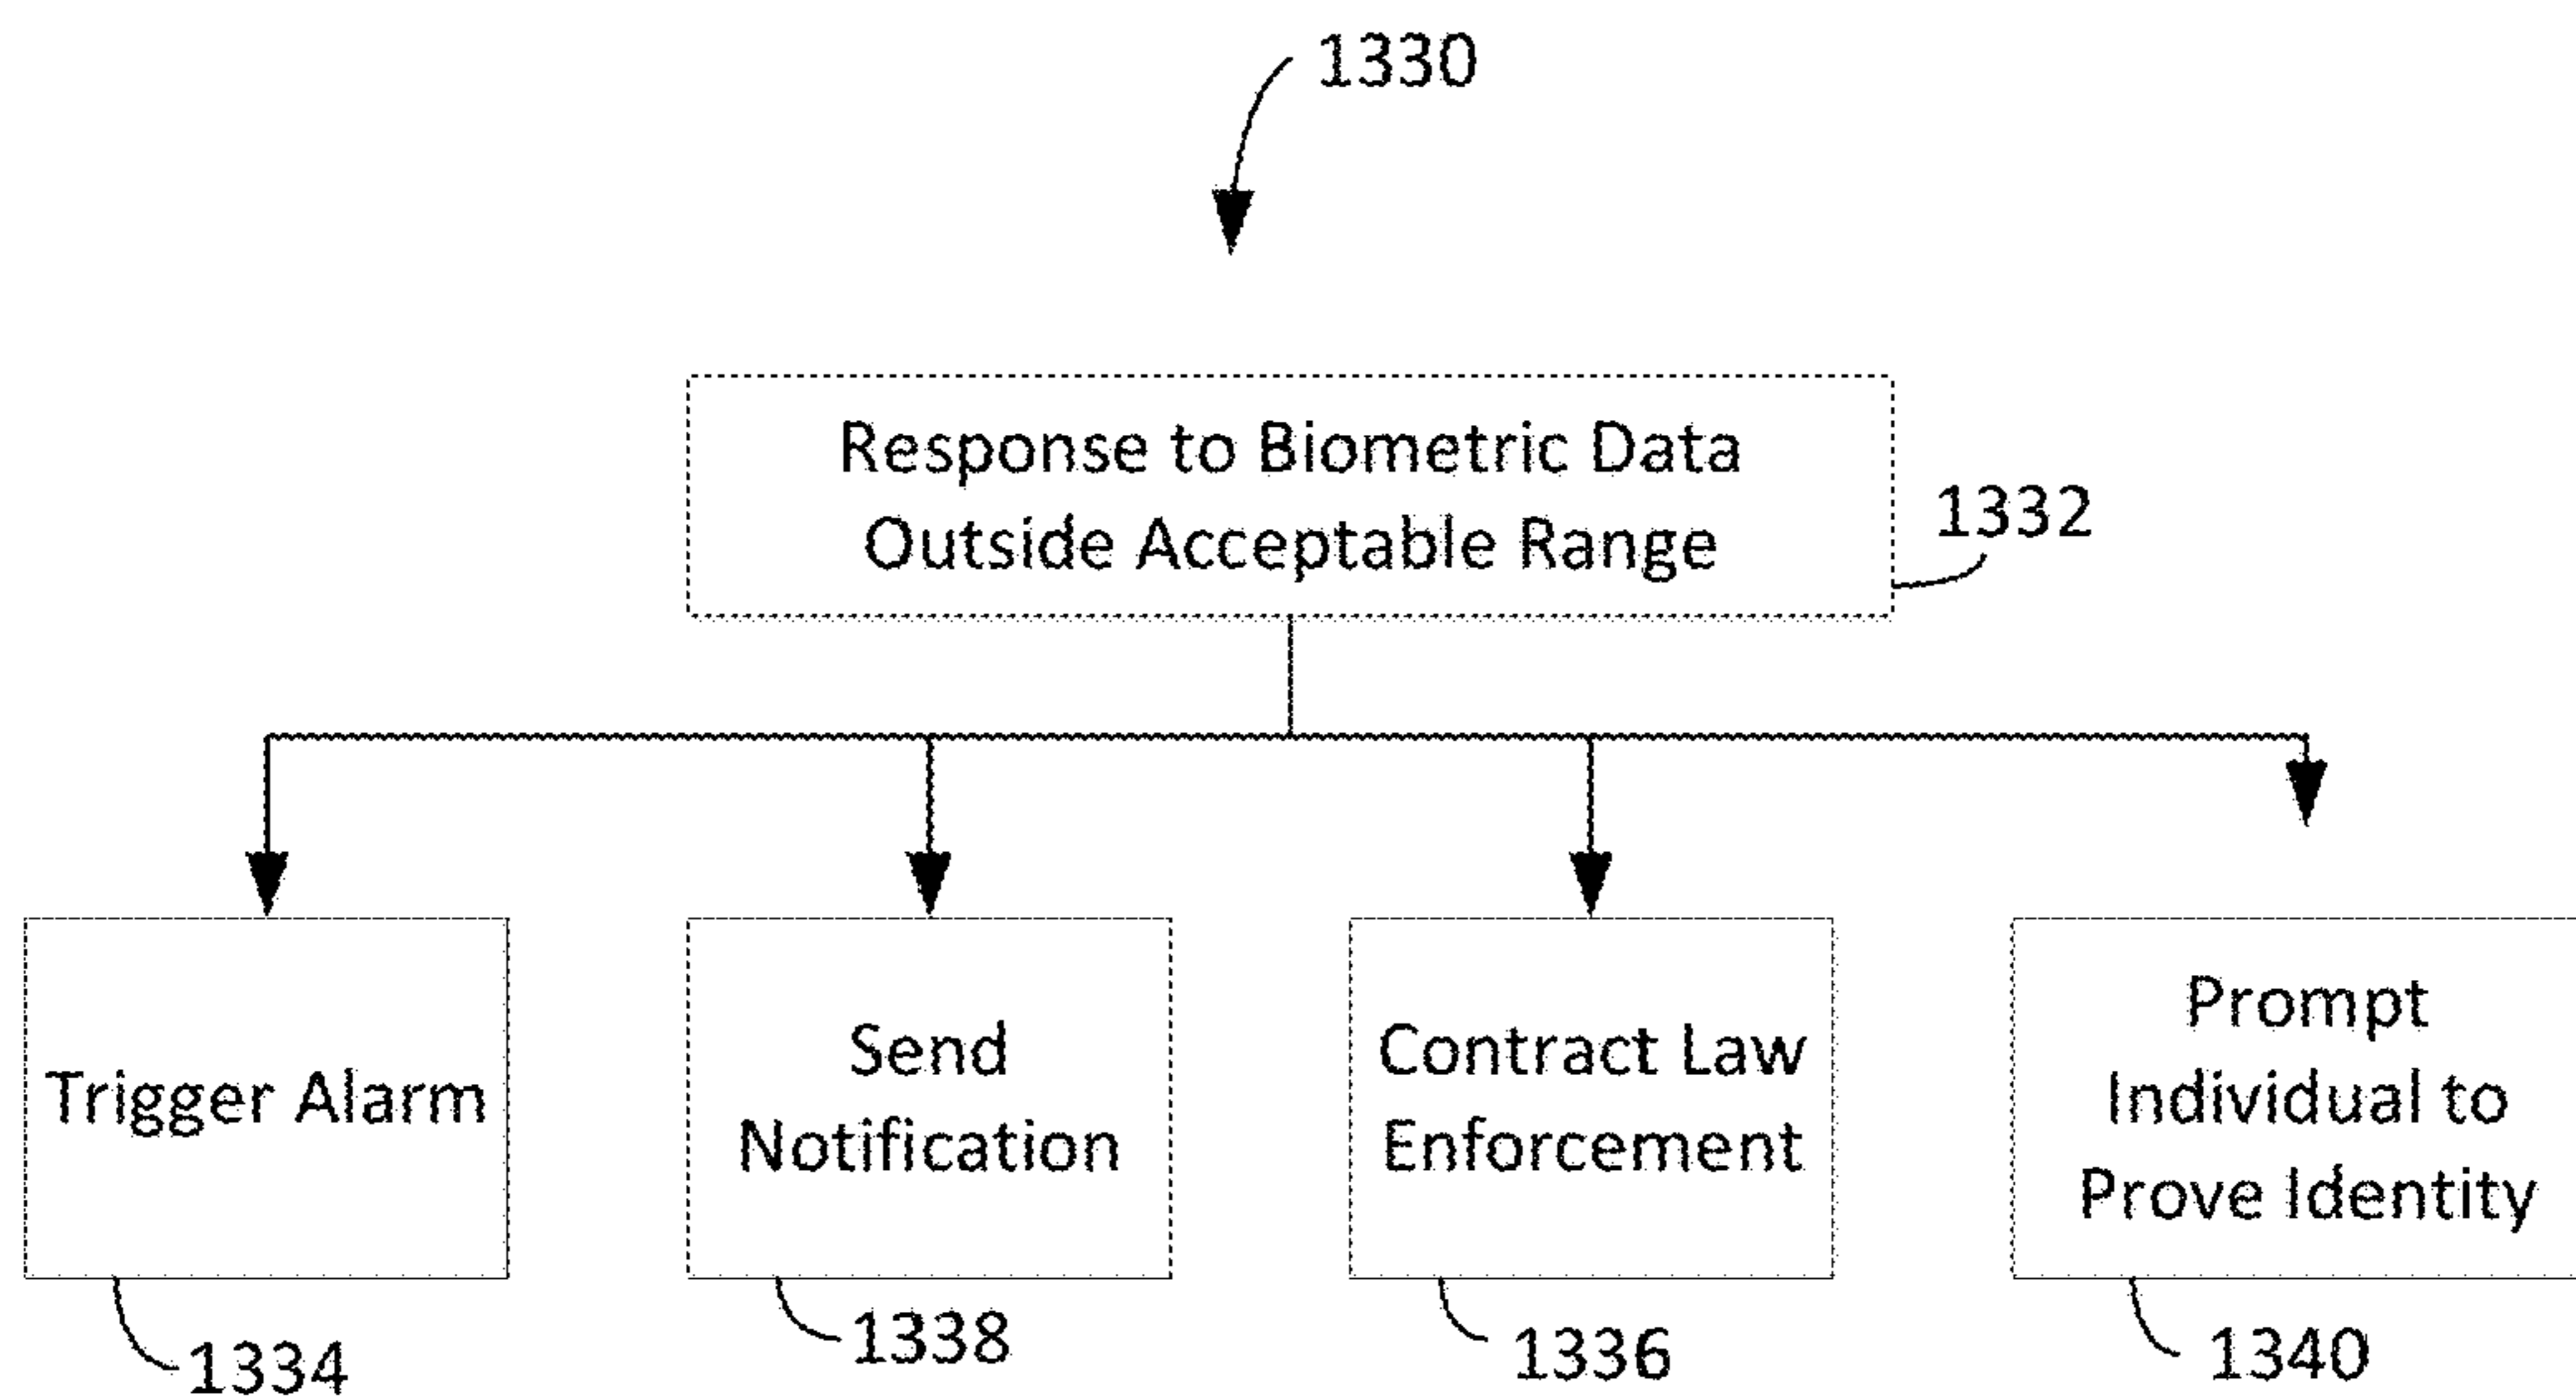 1330
Response to Biometric Data
Outside Acceptable Range
1332
Trigger Alarm
Send
Notification
Contract Law
Enforcement
Prompt
Individual to
Prove Identity
1334
1338
1336
1340